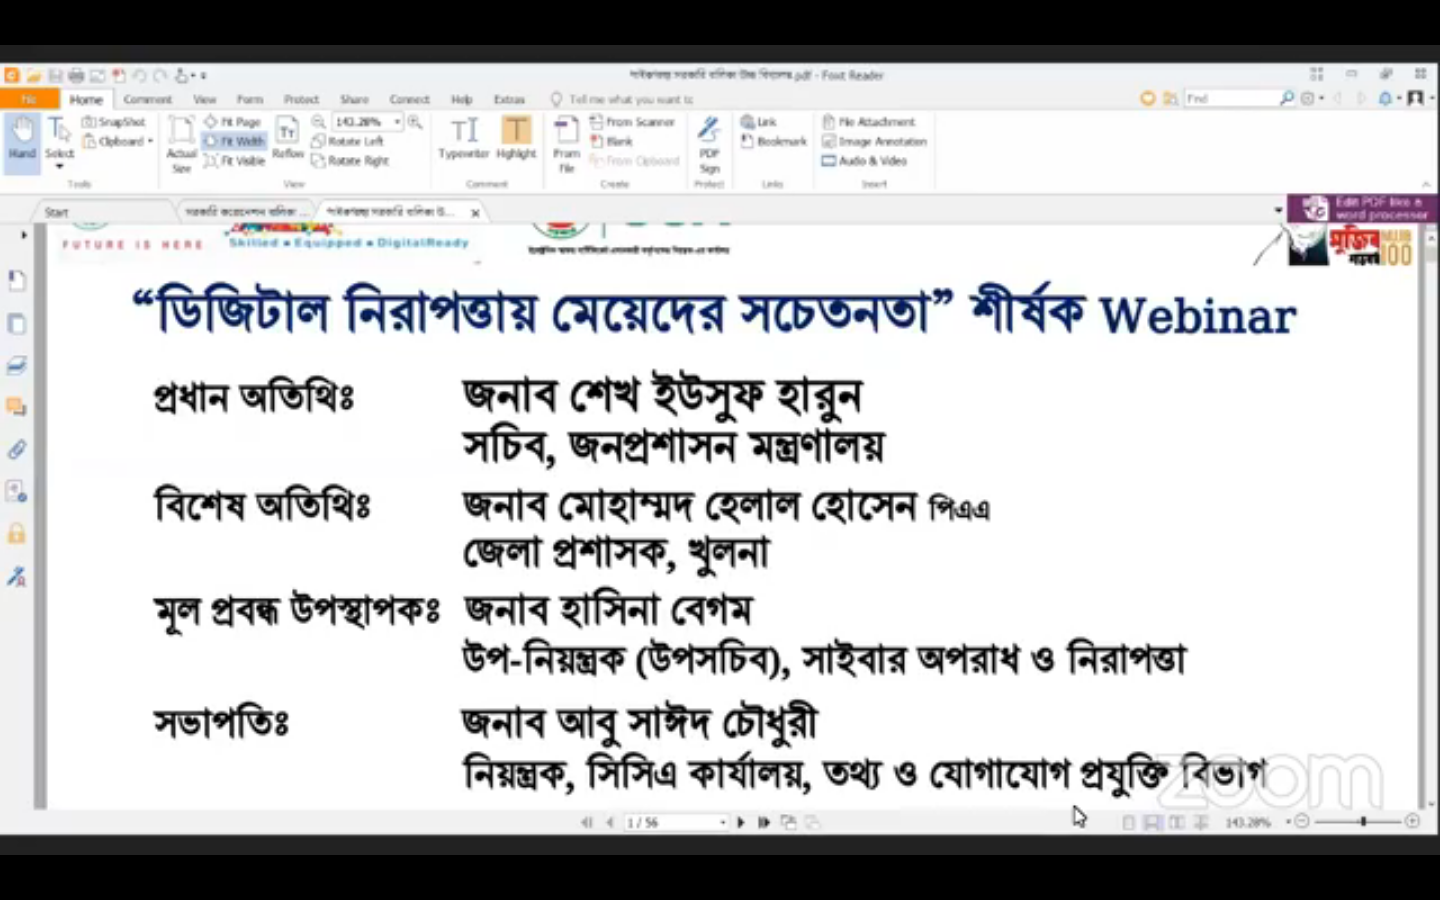 .pdf - Foxit Reader
File Home Comment View Form Protect Share Connect Help Extras Tell me what you want to Find
Hand Select SnapShot Clipboard Actual Size Fit Page Fit Width Fit Visible Reflow 143.28% Rotate Left Rotate Right Typewriter Highlight From File From Scanner Blank From Clipboard PDF Sign Link Bookmark File Attachment Image Annotation Audio & Video
Tools View Comment Create Protect Links Insert
Start
Edit PDF like a word processor
FUTURE IS HERE Skilled Equipped DigitalReady
মুজিব শতবর্ষ MUJIB 100
“ডিজিটাল নিরাপত্তায় মেয়েদের সচেতনতা” শীর্ষক Webinar
প্রধান অতিথিঃ জনাব শেখ ইউসুফ হারুন
সচিব, জনপ্রশাসন মন্ত্রণালয়
বিশেষ অতিথিঃ জনাব মোহাম্মদ হেলাল হোসেন পিএএ
জেলা প্রশাসক, খুলনা
মূল প্রবন্ধ উপস্থাপকঃ জনাব হাসিনা বেগম
উপ-নিয়ন্ত্রক (উপসচিব), সাইবার অপরাধ ও নিরাপত্তা
সভাপতিঃ জনাব আবু সাঈদ চৌধুরী
নিয়ন্ত্রক, সিসিএ কার্যালয়, তথ্য ও যোগাযোগ প্রযুক্তি বিভাগ
zoom
1 / 56 143.28%